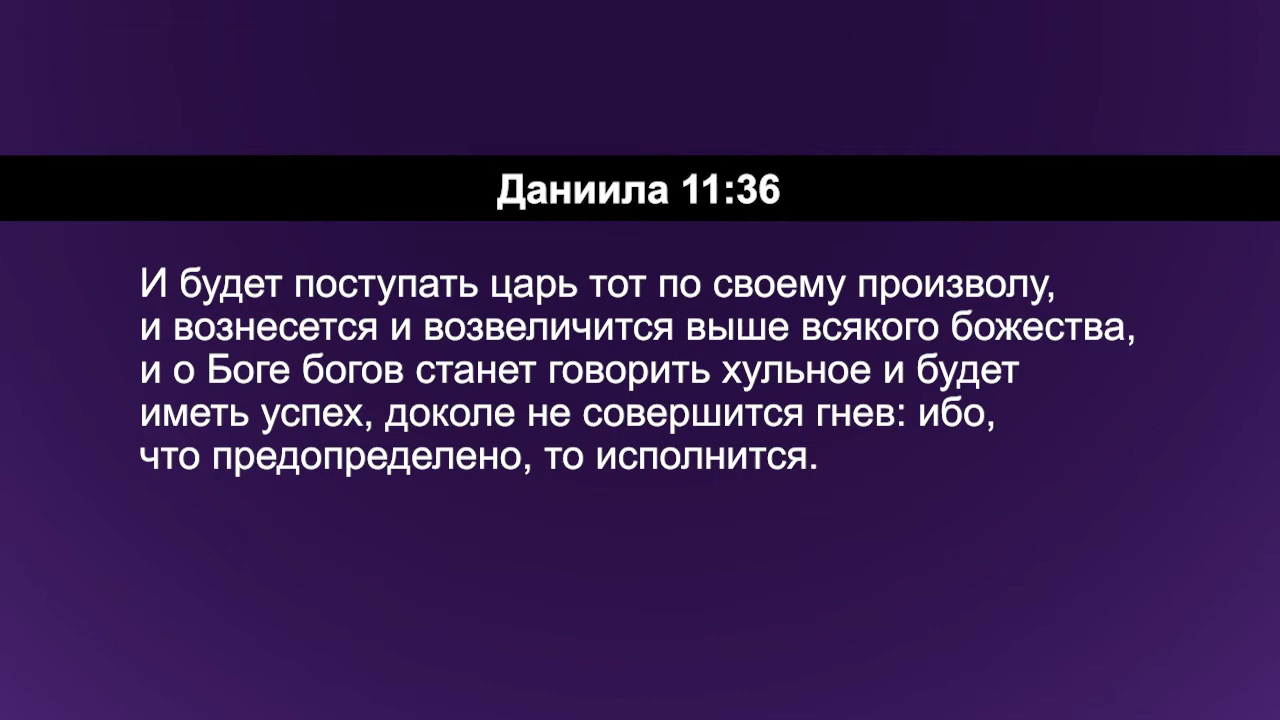 Даниила 11:36
И будет поступать царь тот по своему произволу,
и вознесется и возвеличится выше всякого божества,
и о Боге богов станет говорить хульное и будет
иметь успех, доколе не совершится гнев: ибо,
что предопределено, то исполнится.